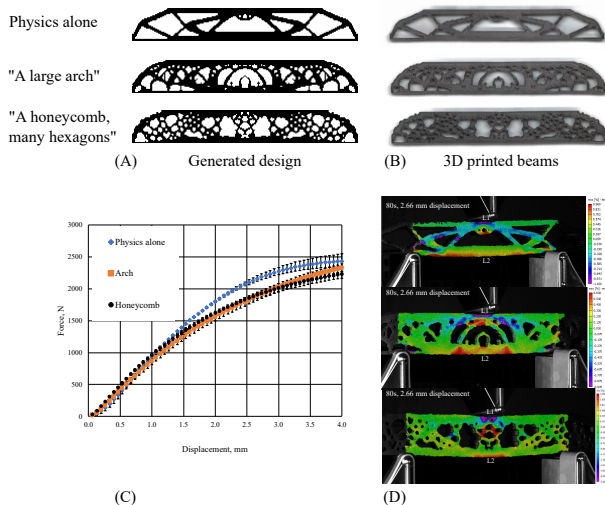 Physics alone
"A large arch"
"A honeycomb,
many hexagons"
(A) Generated design
(B) 3D printed beams
3000
2500
2000
1500
1000
500
0
Force, N
Physics alone
Arch
Honeycomb
0.0 0.5 1.0 1.5 2.0 2.5 3.0 3.5 4.0
Displacement, mm
(C)
80s, 2.66 mm displacement
L1
L2
80s, 2.66 mm displacement
L1
L2
80s, 2.66 mm displacement
L1
L2
(D)